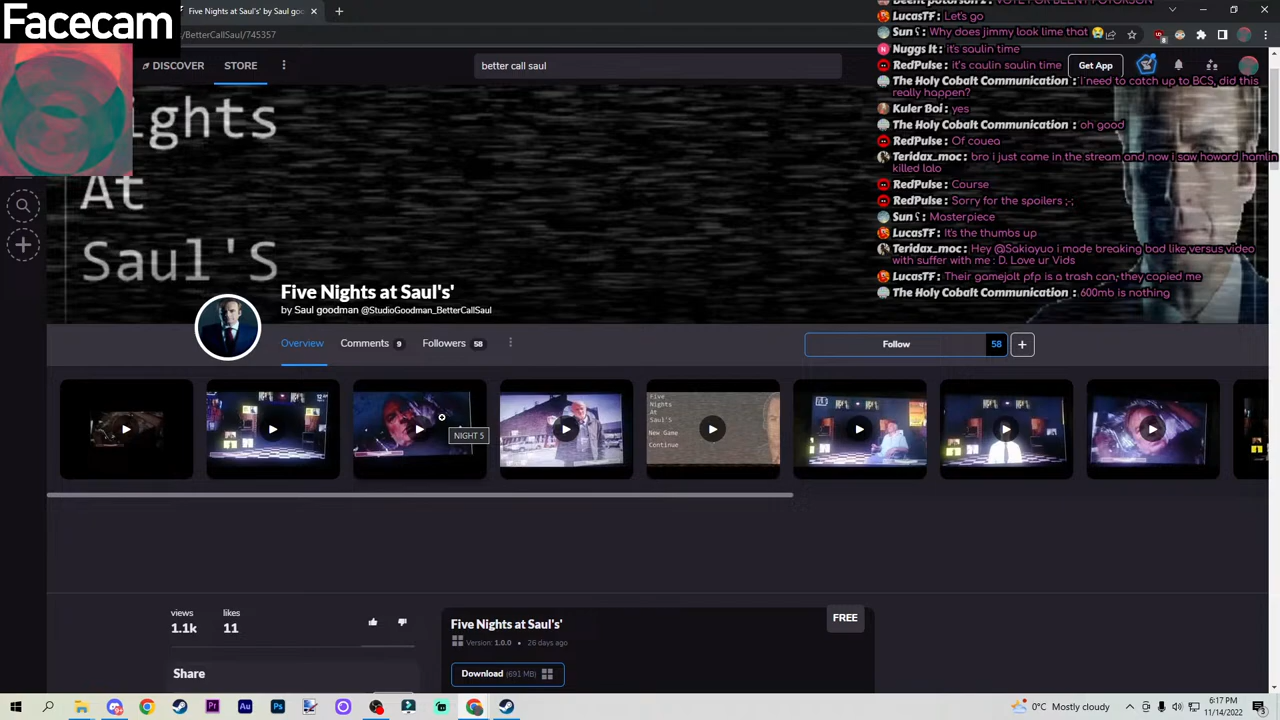 Facecam
Five Nights at Saul's' by Saul goo
/BetterCallSaul/745357
DISCOVER
STORE
better call saul
Get App
LucasTF : Let's go
Sun ʕ : Why does jimmy look lime that 😭
Nuggs It : it's saulin time
RedPulse : it's caulin saulin time
The Holy Cobalt Communication : I need to catch up to BCS, did this
really happen?
Kuler Boi : yes
The Holy Cobalt Communication : oh good
RedPulse : Of couea
Teridax_moc : bro i just came in the stream and now i saw howard hamlin
killed lalo
RedPulse : Course
RedPulse : Sorry for the spoilers ;-;
Sun ʕ : Masterpiece
LucasTF : It's the thumbs up
Teridax_moc : Hey @Sakiayuo i made breaking bad like versus video
with suffer with me : D. Love ur Vids
LucasTF : Their gamejolt pfp is a trash can, they copied me
The Holy Cobalt Communication : 600mb is nothing
ights
At
Saul'S
Five Nights at Saul's'
by Saul goodman @StudioGoodman_BetterCallSaul
Overview
Comments 9
Followers 58
Follow 58
NIGHT 5
Five
Nights
At
Saul'S
New Game
Continue
views
1.1k
likes
11
Share
Five Nights at Saul's'
FREE
Version: 1.0.0 • 26 days ago
Download (691 MB)
0°C Mostly cloudy
6:17 PM
11/14/2022